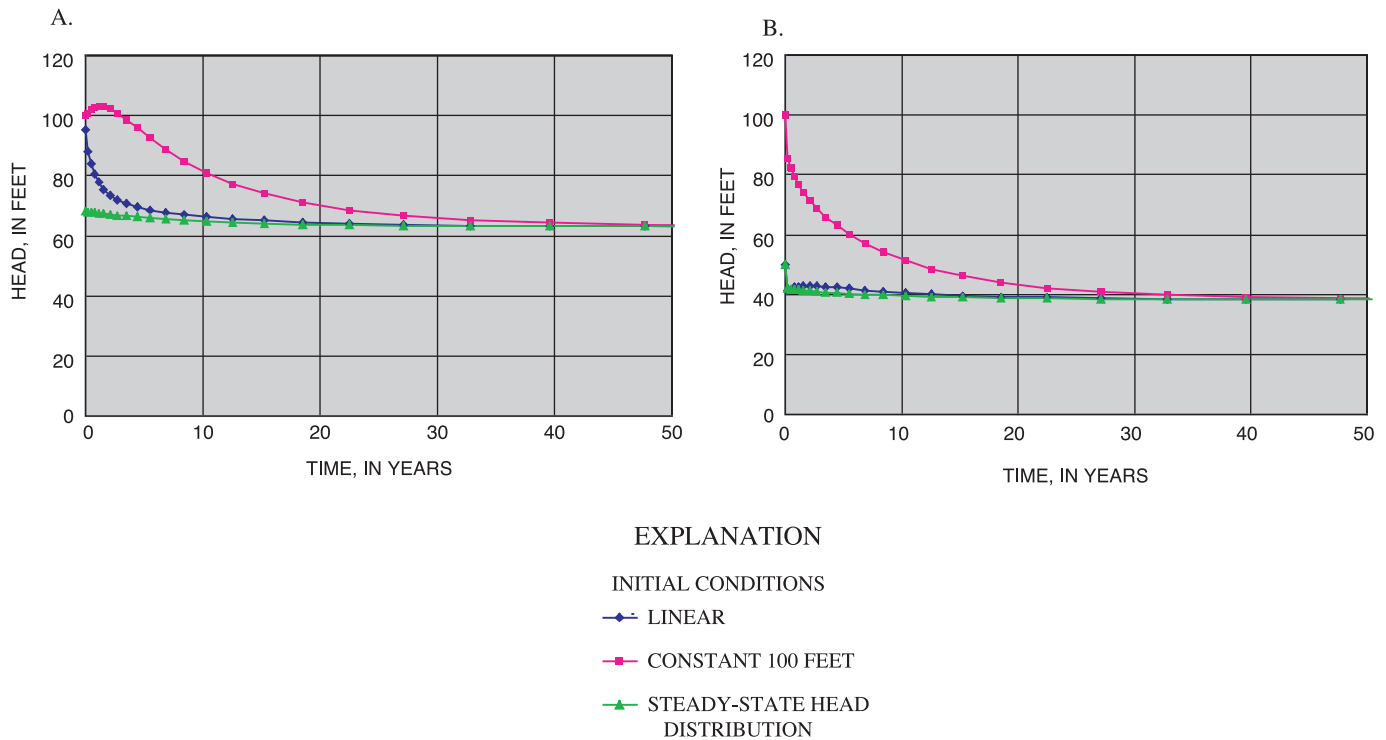 A.
120
100
80
60
40
20
0
0 10 20 30 40 50
HEAD, IN FEET
TIME, IN YEARS
B.
120
100
80
60
40
20
0
0 10 20 30 40 50
HEAD, IN FEET
TIME, IN YEARS
EXPLANATION
INITIAL CONDITIONS
LINEAR
CONSTANT 100 FEET
STEADY-STATE HEAD
DISTRIBUTION